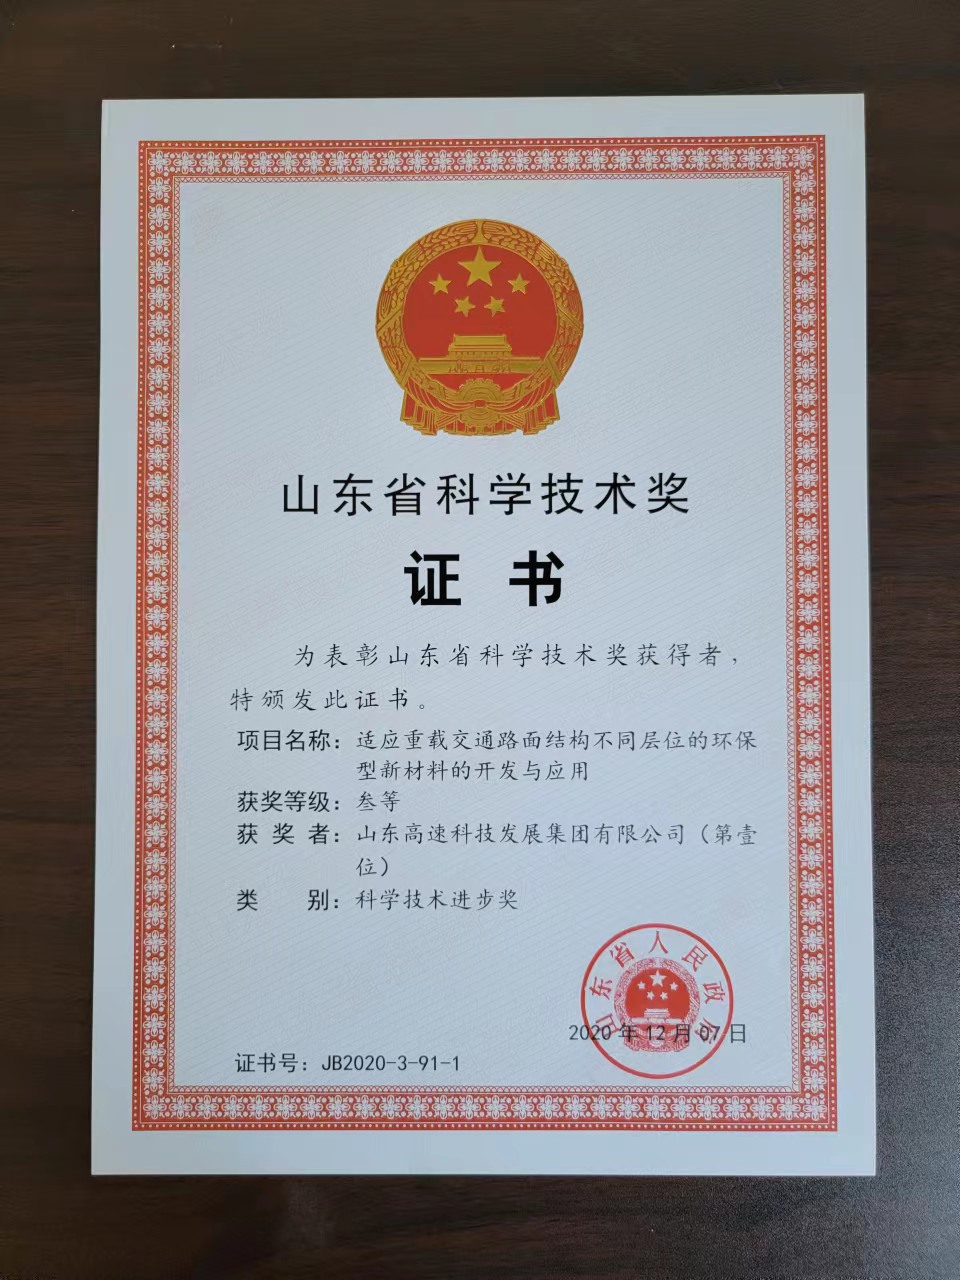 山东省科学技术奖
证书
为表彰山东省科学技术奖获得者，
特颁发此证书。
项目名称：适应重载交通路面结构不同层位的环保
型新材料的开发与应用
获奖等级：叁等
获奖者：山东高速科技发展集团有限公司（第壹
位）
类别：科学技术进步奖
山东省人民政府
2020年12月07日
证书号：JB2020-3-91-1